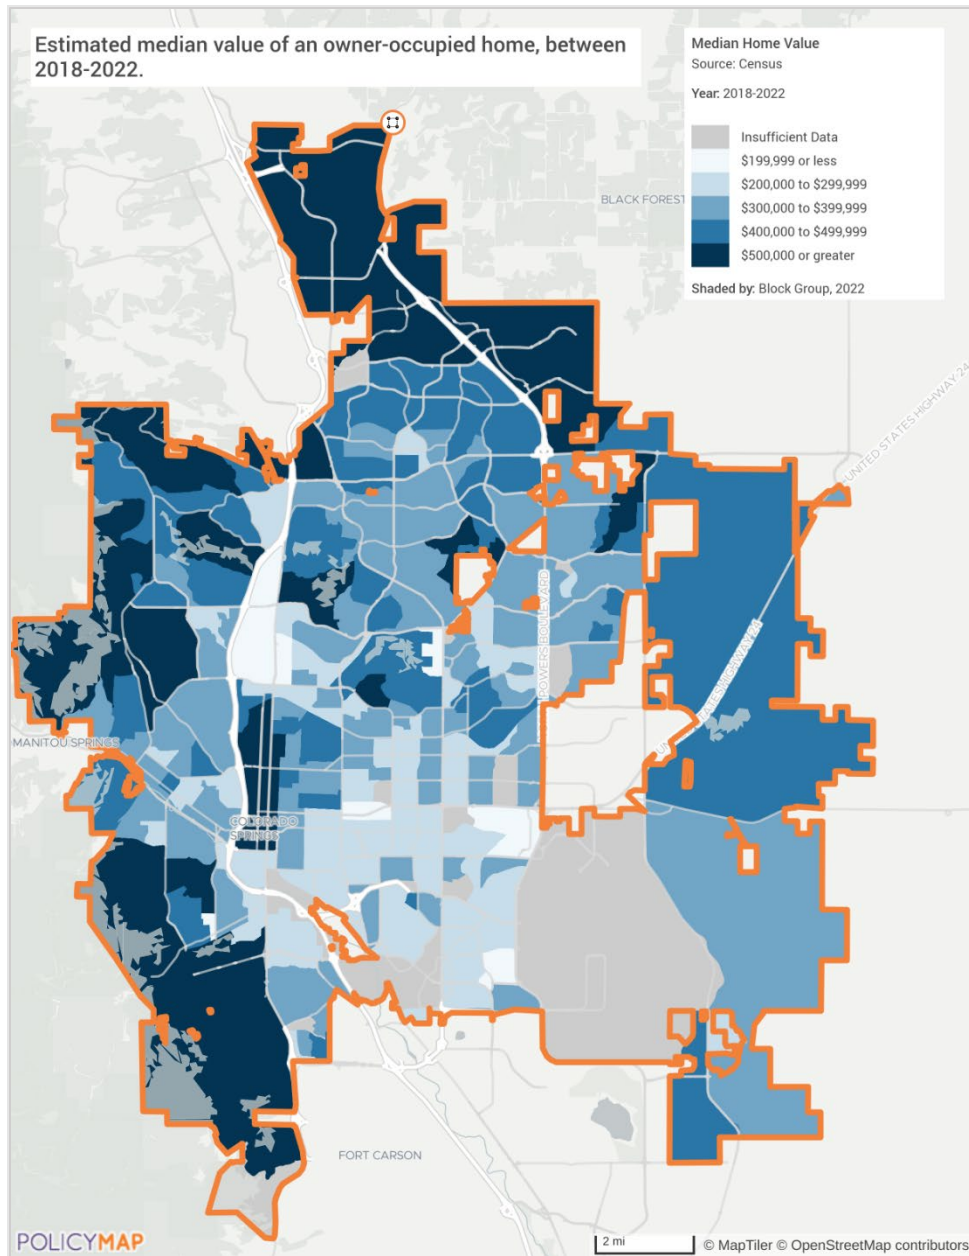 Estimated median value of an owner-occupied home, between
2018-2022.
Median Home Value
Source: Census
Year: 2018-2022
Insufficient Data
$199,999 or less
$200,000 to $299,999
$300,000 to $399,999
$400,000 to $499,999
$500,000 or greater
Shaded by: Block Group, 2022
BLACK FOREST
UNITED STATES HIGHWAY 24
POWERS BOULEVARD
ATES HIGHWAY 24
MANITOU SPRINGS
COLORADO
SPRINGS
FORT CARSON
POLICYMAP
2 mi
© MapTiler © OpenStreetMap contributors